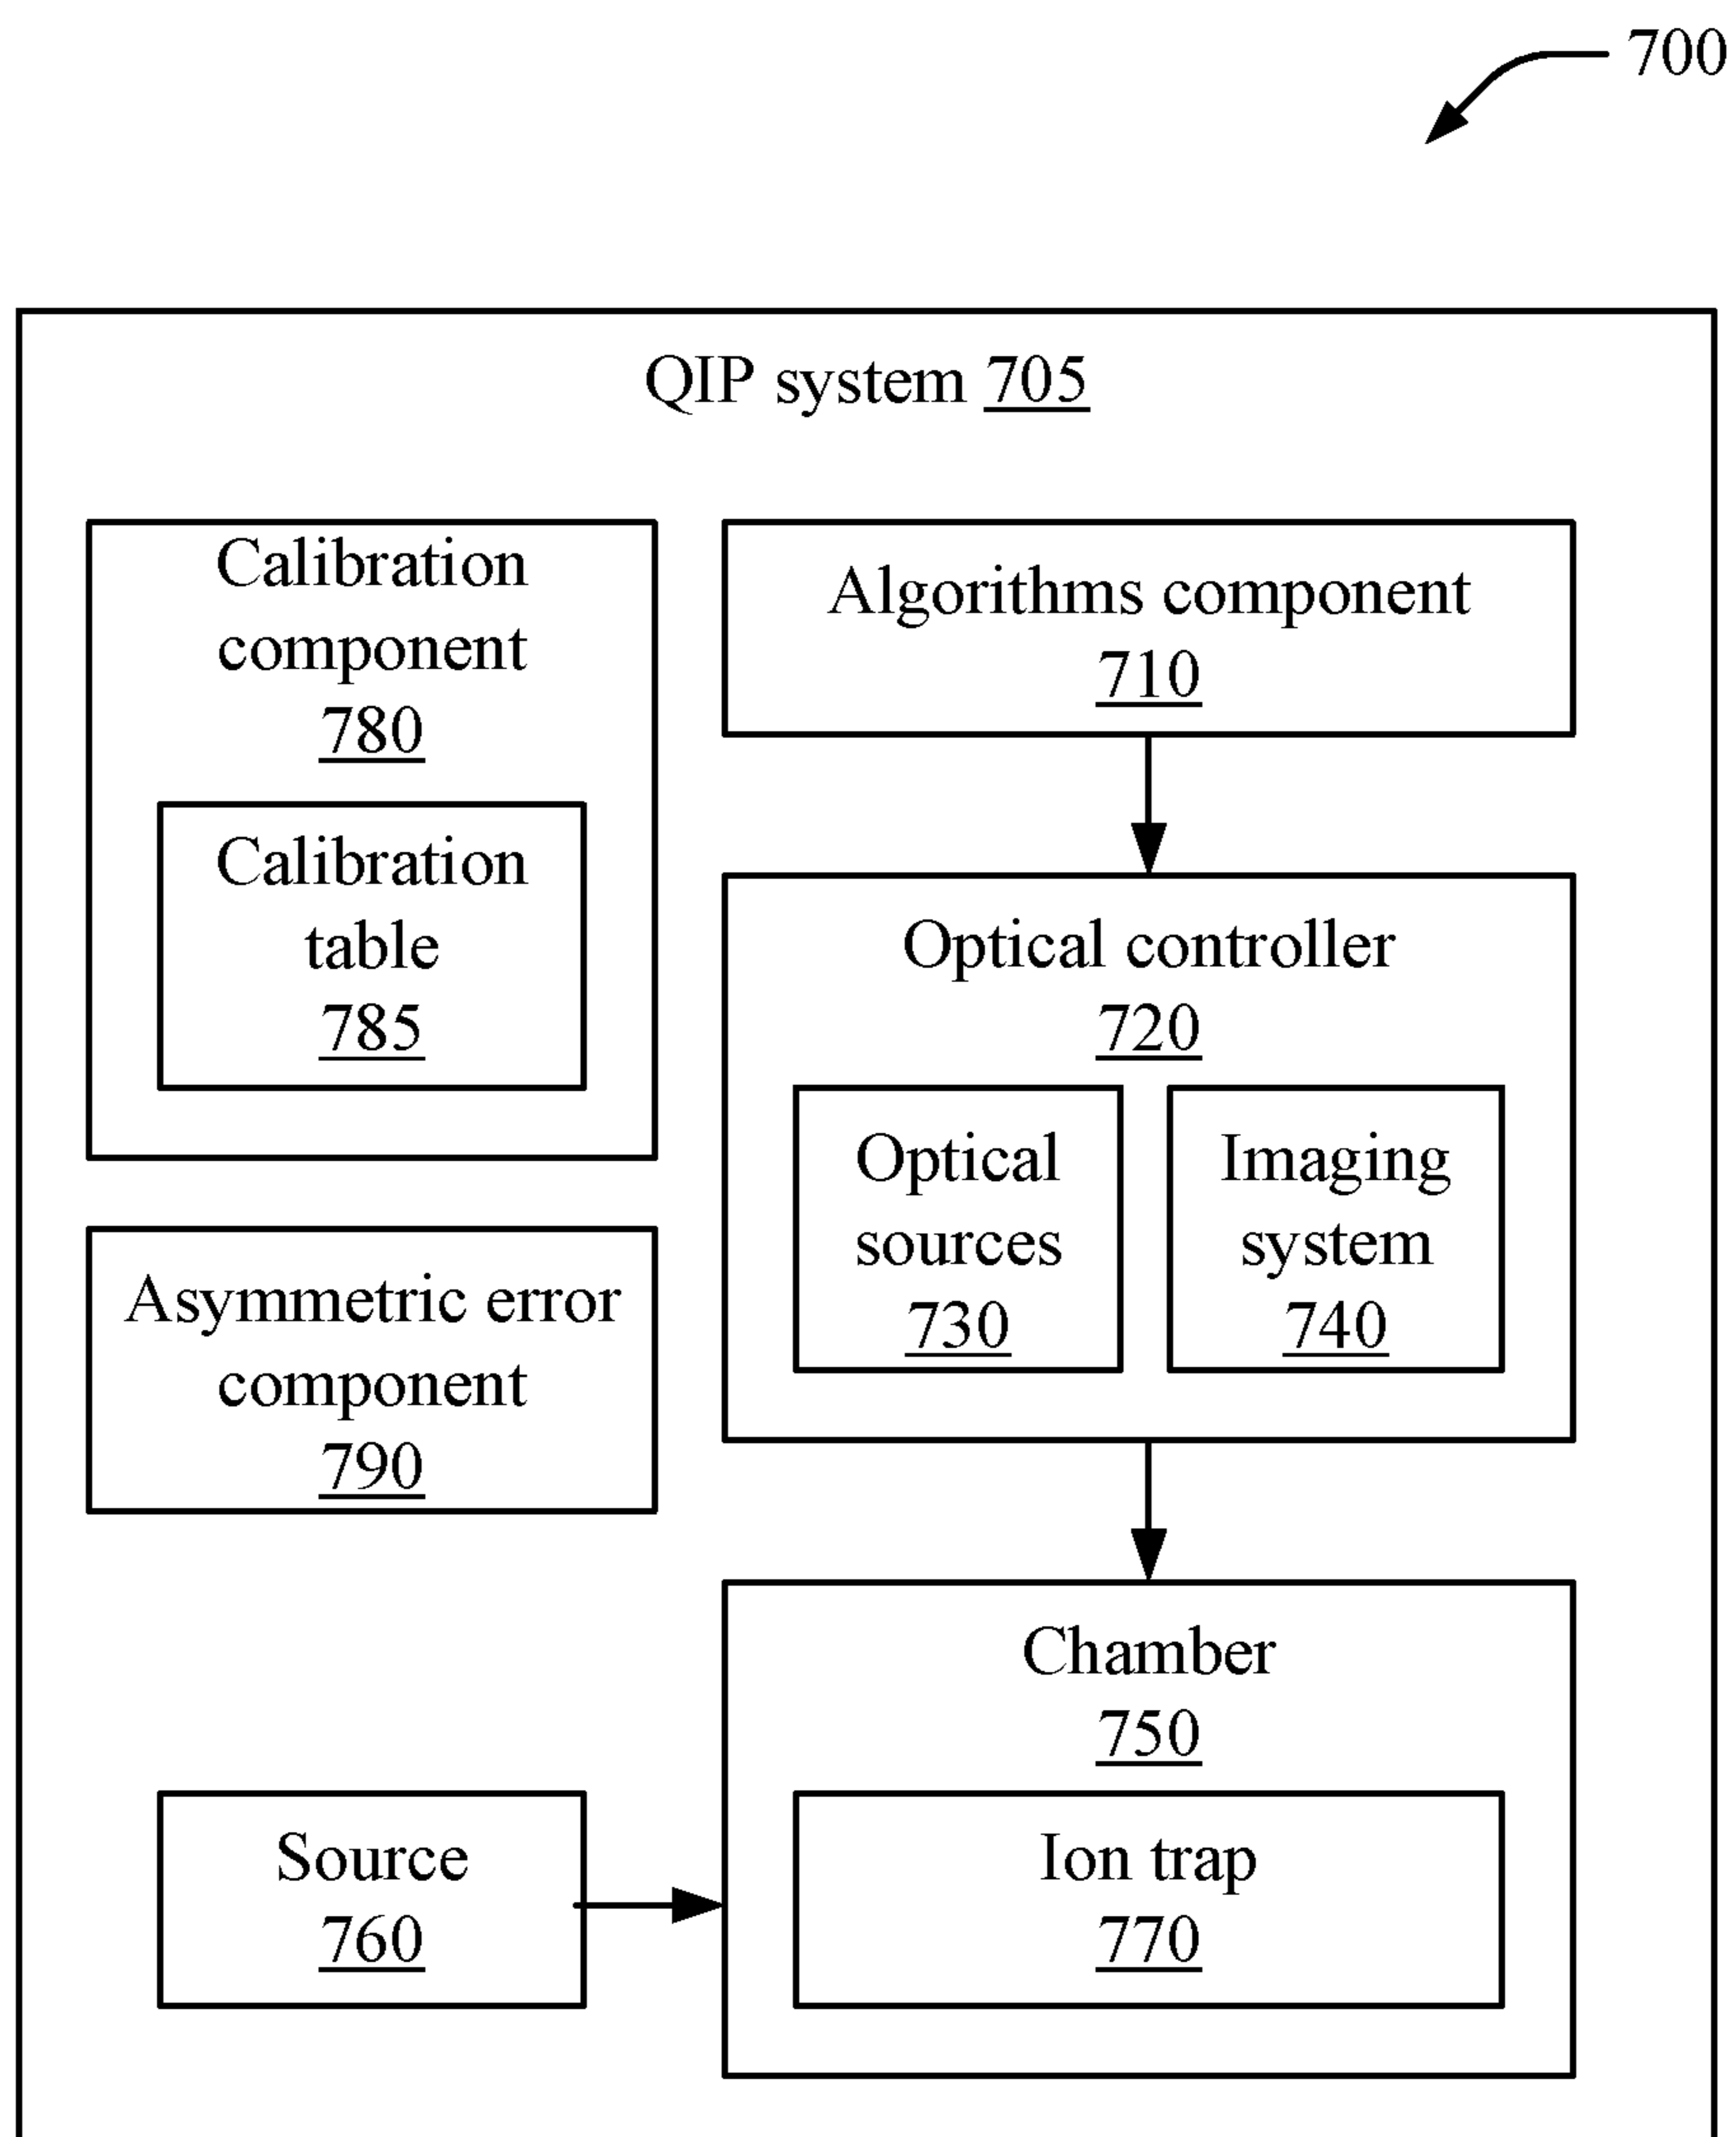 700
QIP system 705
Calibration
component
780
Calibration
table
785
Algorithms component
710
Optical controller
720
Optical
sources
730
Imaging
system
740
Asymmetric error
component
790
Chamber
750
Source
760
Ion trap
770